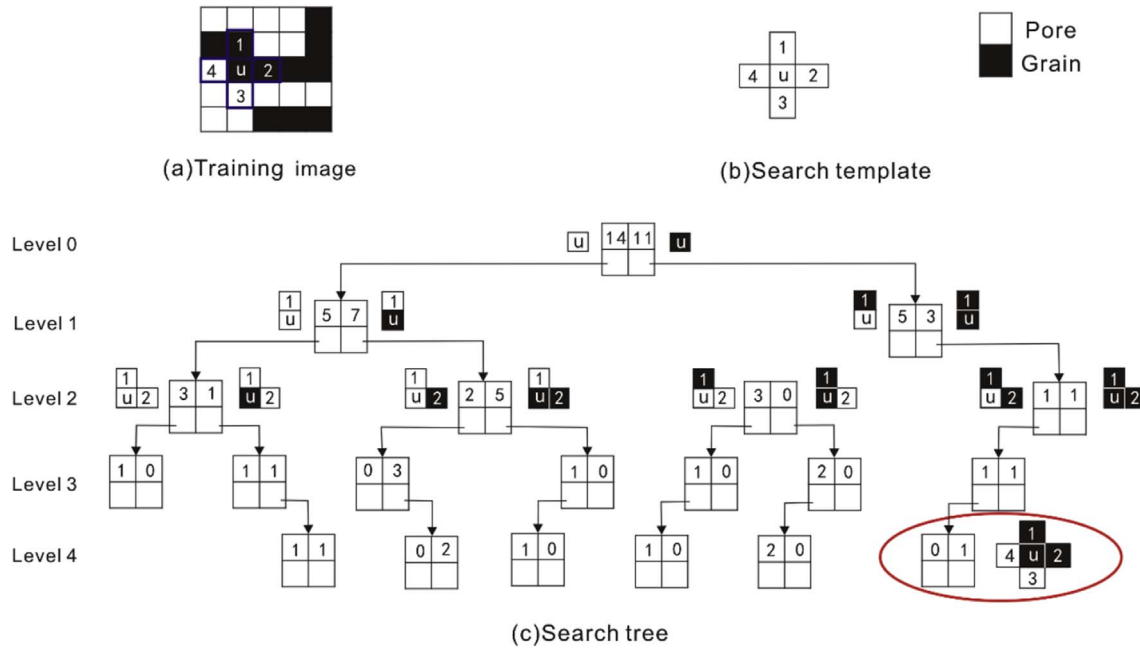 1
4 u 2
3
(a)Training image
1
4 u 2
3
(b)Search template
Pore
Grain
Level 0
u 14 11 u
Level 1
1 1 1 1
u 5 7 u u 5 3 u
Level 2
1 1 1 1 1 1 1 1
u 2 3 1 u 2 u 2 2 5 u 2 u 2 3 0 u 2 u 2 1 1 u 2
Level 3
1 0 1 1 0 3 1 0 1 0 2 0 1 1
Level 4
1 1 0 2 1 0 1 0 2 0 0 1
1
4 u 2
3
(c)Search tree